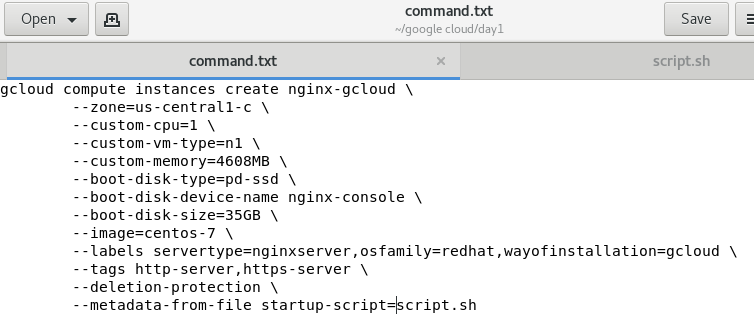 Open
command.txt
~/google cloud/day1
Save
command.txt ×
script.sh
gcloud compute instances create nginx-gcloud \
        --zone=us-central1-c \
        --custom-cpu=1 \
        --custom-vm-type=n1 \
        --custom-memory=4608MB \
        --boot-disk-type=pd-ssd \
        --boot-disk-device-name nginx-console \
        --boot-disk-size=35GB \
        --image=centos-7 \
        --labels servertype=nginxserver,osfamily=redhat,wayofinstallation=gcloud \
        --tags http-server,https-server \
        --deletion-protection \
        --metadata-from-file startup-script=script.sh